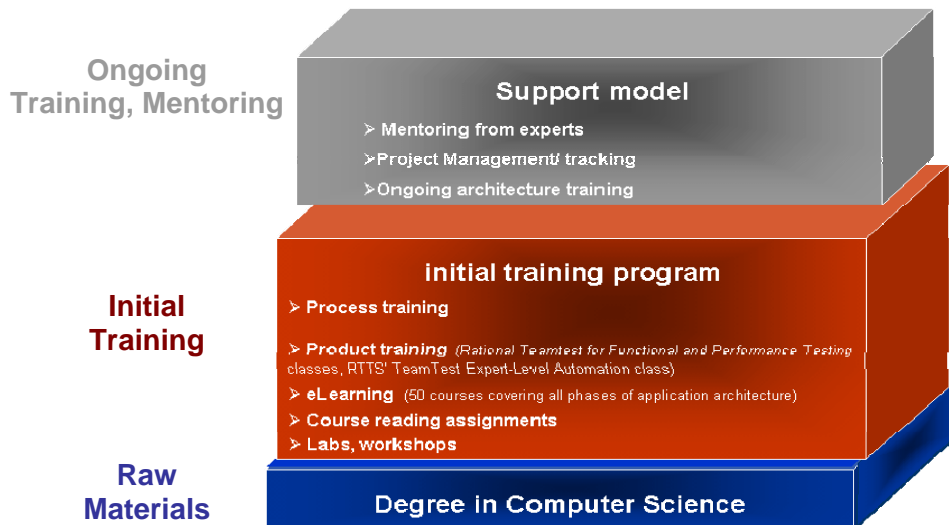 Ongoing
Training, Mentoring
Support model
➢ Mentoring from experts
➢Project Management/ tracking
➢Ongoing architecture training
Initial
Training
initial training program
➢ Process training
➢ Product training (Rational Teamtest for Functional and Performance Testing
classes, RTTS' TeamTest Expert-Level Automation class)
➢ eLearning (50 courses covering all phases of application architecture)
➢ Course reading assignments
➢ Labs, workshops
Raw
Materials
Degree in Computer Science